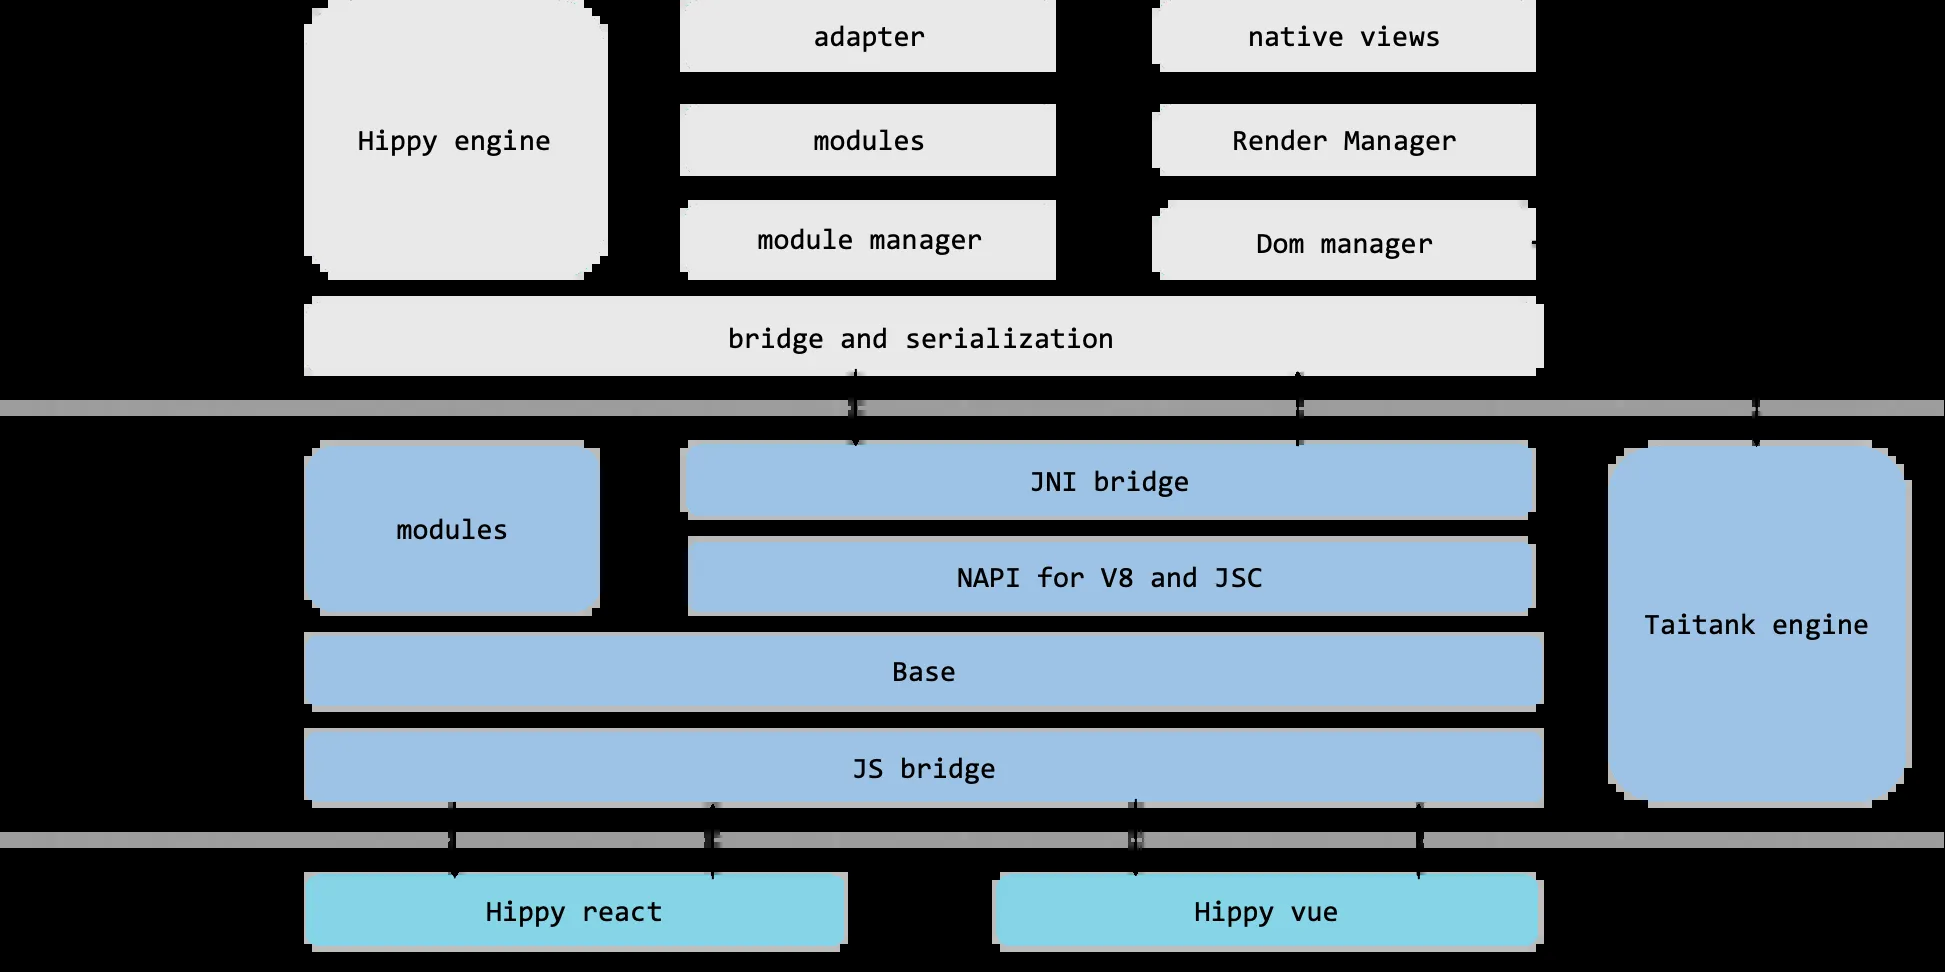 adapter
native views
Hippy engine
modules
Render Manager
module manager
Dom manager
bridge and serialization
JNI bridge
modules
NAPI for V8 and JSC
Taitank engine
Base
JS bridge
Hippy react
Hippy vue